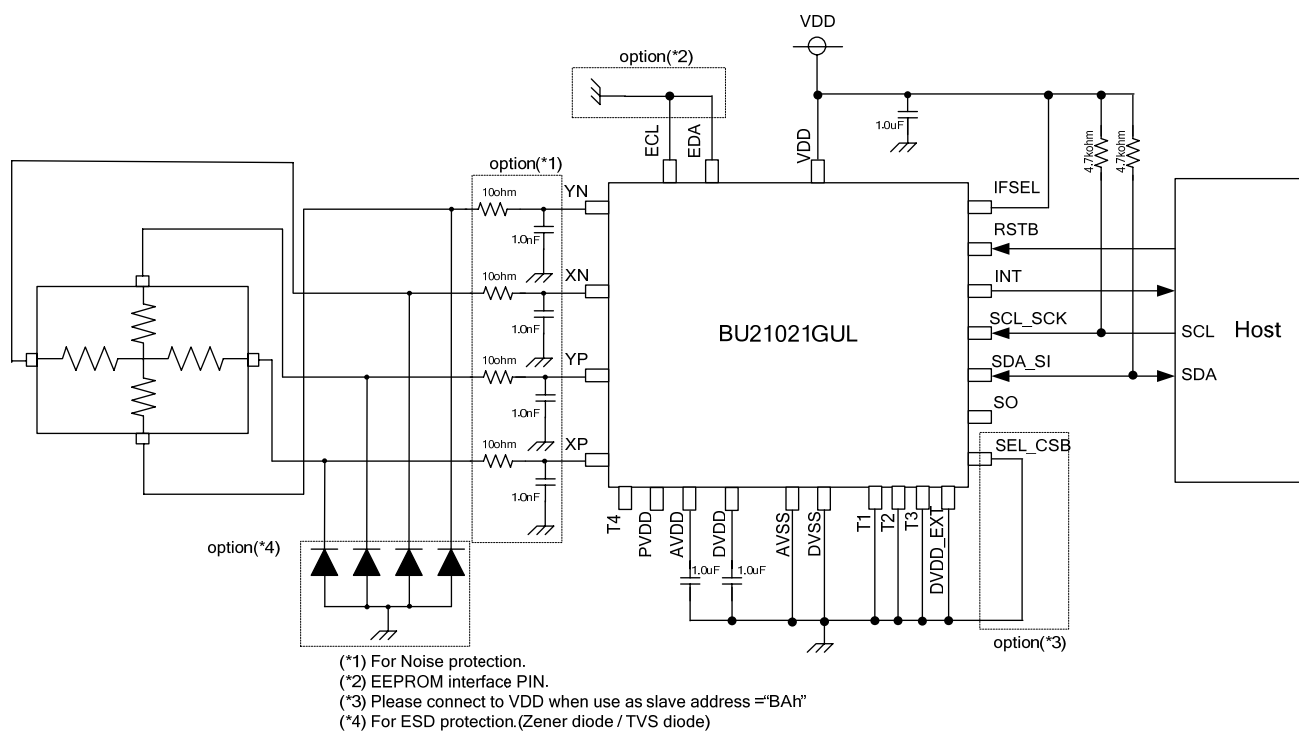 VDD
option(*2)
ECL
EDA
VDD
1.0uF
4.7kohm
4.7kohm
option(*1)
10ohm
YN
1.0nF
10ohm
XN
1.0nF
10ohm
YP
1.0nF
10ohm
XP
1.0nF
BU21021GUL
IFSEL
RSTB
INT
SCL_SCK
SDA_SI
SO
SEL_CSB
SCL
SDA
Host
T4
PVDD
AVDD
DVDD
AVSS
DVSS
T1
T2
T3
DVDD_EXT
1.0uF
1.0uF
option(*4)
option(*3)
(*1) For Noise protection.
(*2) EEPROM interface PIN.
(*3) Please connect to VDD when use as slave address =“BAh”
(*4) For ESD protection.(Zener diode / TVS diode)